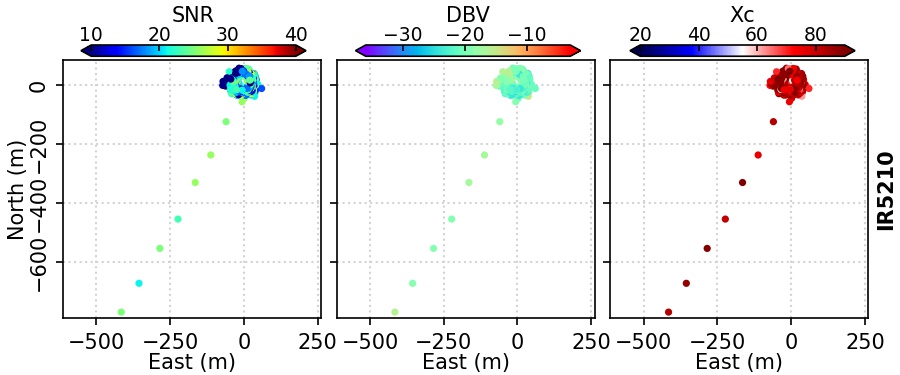 SNR DBV Xc
10 20 30 40 −30 −20 −10 20 40 60 80
North (m)
0
−200
−400
−600
IR5210
−500 −250 0 250 −500 −250 0 250 −500 −250 0 250
East (m) East (m) East (m)